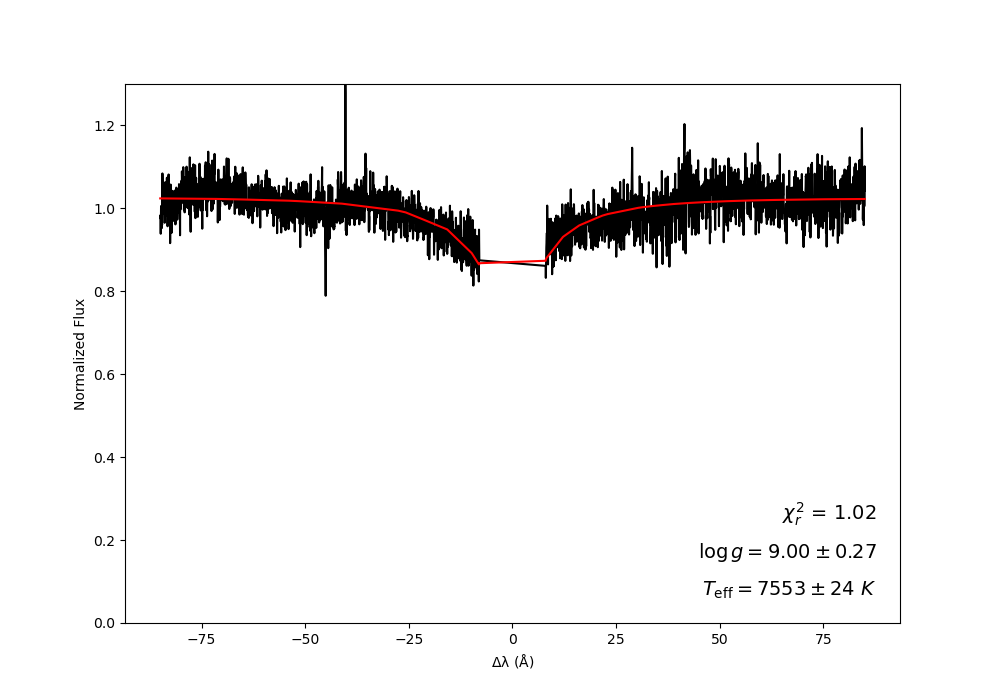 1.2
1.0
0.8
0.6
0.4
0.2
0.0
Normalized Flux
χ²ᵣ = 1.02
log g = 9.00 ± 0.27
T_eff = 7553 ± 24 K
−75 −50 −25 0 25 50 75
Δλ (Å)